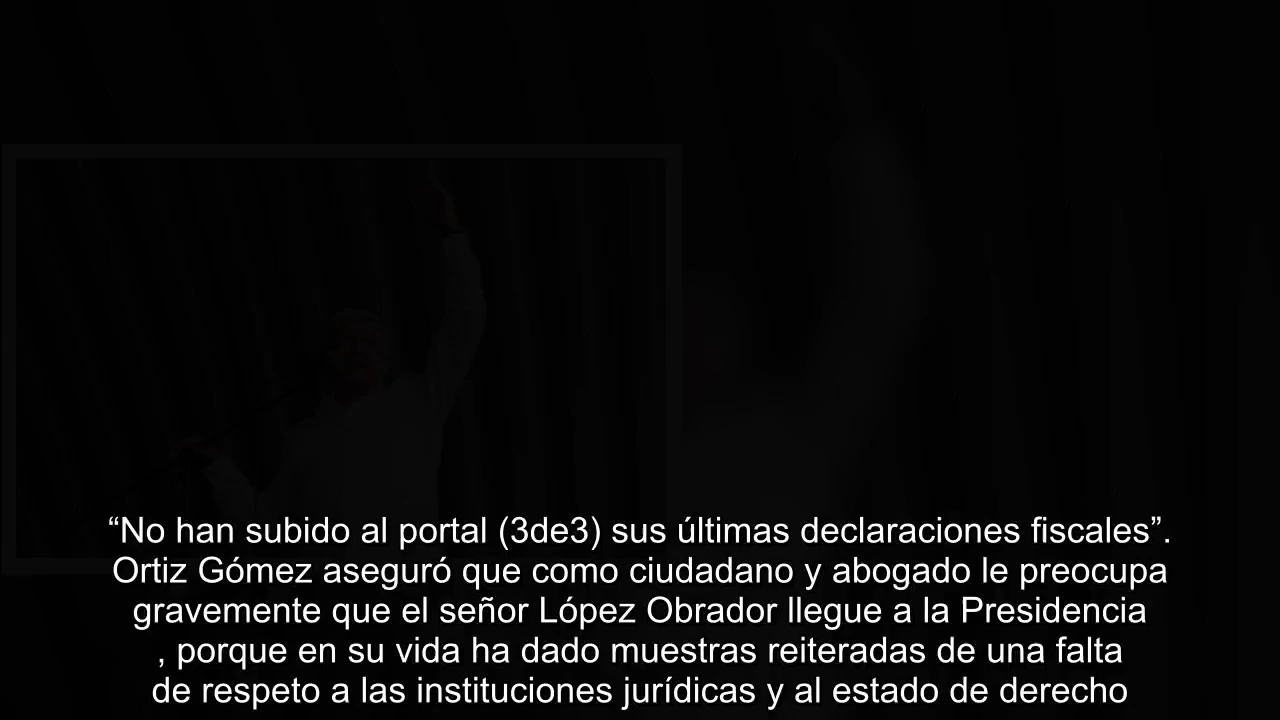 “No han subido al portal (3de3) sus últimas declaraciones fiscales”.
Ortiz Gómez aseguró que como ciudadano y abogado le preocupa
gravemente que el señor López Obrador llegue a la Presidencia
, porque en su vida ha dado muestras reiteradas de una falta
de respeto a las instituciones jurídicas y al estado de derecho